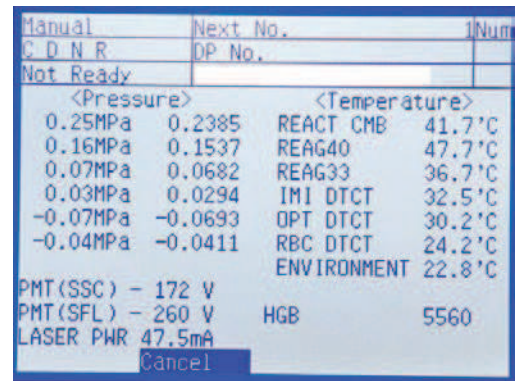 Manual Next No. 1 Num
C D N R DP No.
Not Ready
<Pressure> <Temperature>
0.25MPa 0.2385 REACT CMB 41.7'C
0.16MPa 0.1537 REAG40 47.7'C
0.07MPa 0.0682 REAG33 36.7'C
0.03MPa 0.0294 IMI DTCT 32.5'C
-0.07MPa -0.0693 OPT DTCT 30.2'C
-0.04MPa -0.0411 RBC DTCT 24.2'C
ENVIRONMENT 22.8'C
PMT(SSC) - 172 V
PMT(SFL) - 260 V HGB 5560
LASER PWR 47.5mA
Cancel